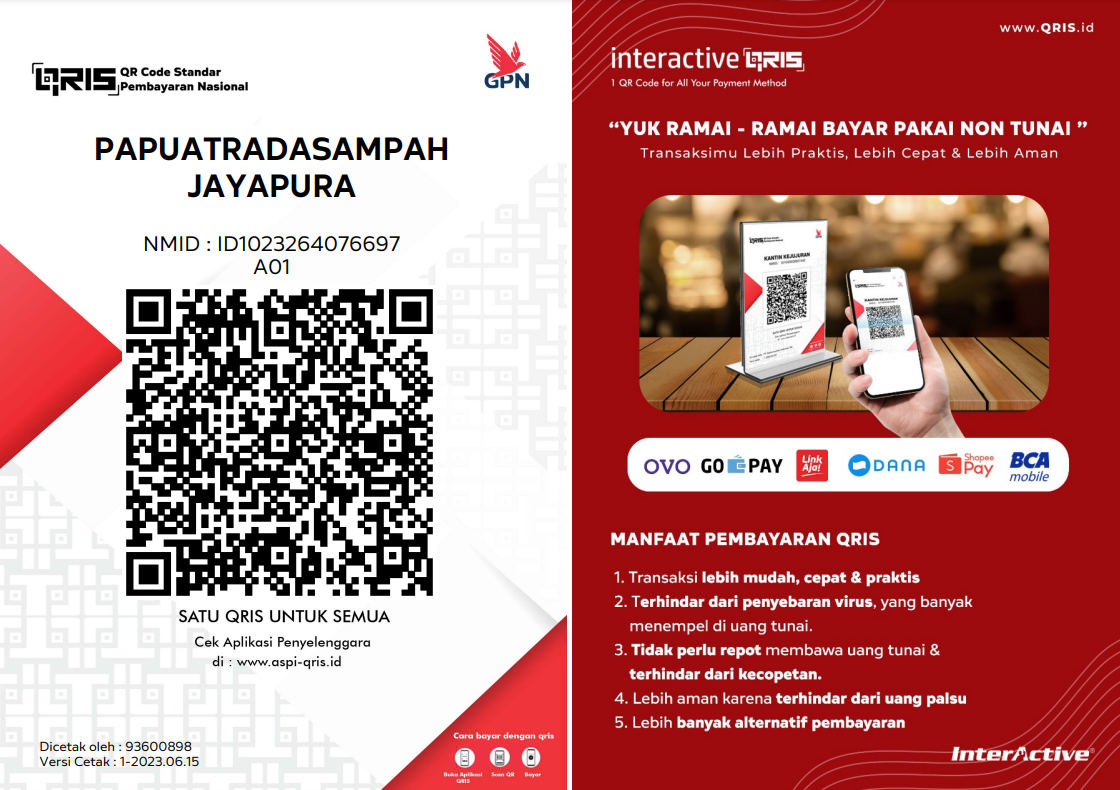 QRIS QR Code Standar
Pembayaran Nasional
GPN
PAPUATRADASAMPAH
JAYAPURA
NMID : ID1023264076697
A01
SATU QRIS UNTUK SEMUA
Cek Aplikasi Penyelenggara
di : www.aspi-qris.id
Dicetak oleh : 93600898
Versi Cetak : 1-2023.06.15
Cara bayar dengan qris
Buka Aplikasi
QRIS
Scan QR
Bayar
www.QRIS.id
interactive QRIS
1 QR Code for All Your Payment Method
“YUK RAMAI - RAMAI BAYAR PAKAI NON TUNAI ”
Transaksimu Lebih Praktis, Lebih Cepat & Lebih Aman
KANTIN KEJUJURAN
KANTIN KEJUJURAN
OVO GO PAY Link Aja! DANA S Shopee Pay BCA mobile
MANFAAT PEMBAYARAN QRIS
1. Transaksi lebih mudah, cepat & praktis
2. Terhindar dari penyebaran virus, yang banyak
menempel di uang tunai.
3. Tidak perlu repot membawa uang tunai &
terhindar dari kecopetan.
4. Lebih aman karena terhindar dari uang palsu
5. Lebih banyak alternatif pembayaran
InterActive®